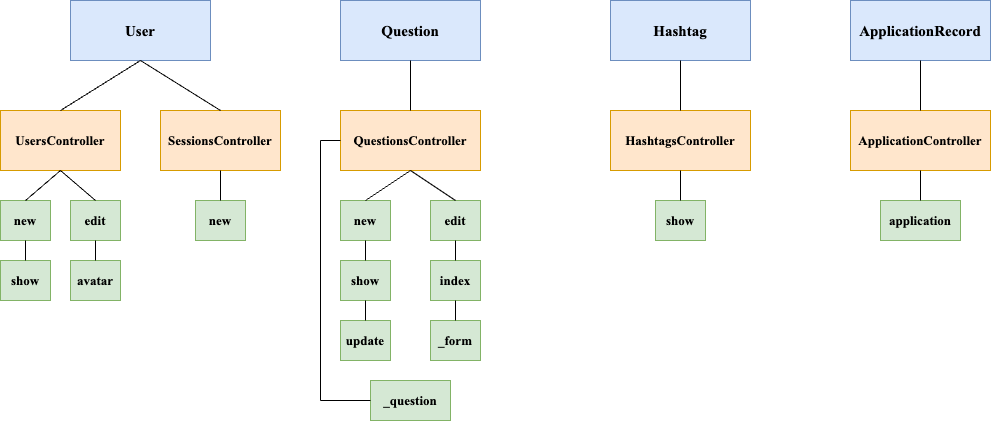 User
Question
Hashtag
ApplicationRecord
UsersController
SessionsController
QuestionsController
HashtagsController
ApplicationController
new
edit
new
new
edit
show
application
show
avatar
show
index
update
_form
_question